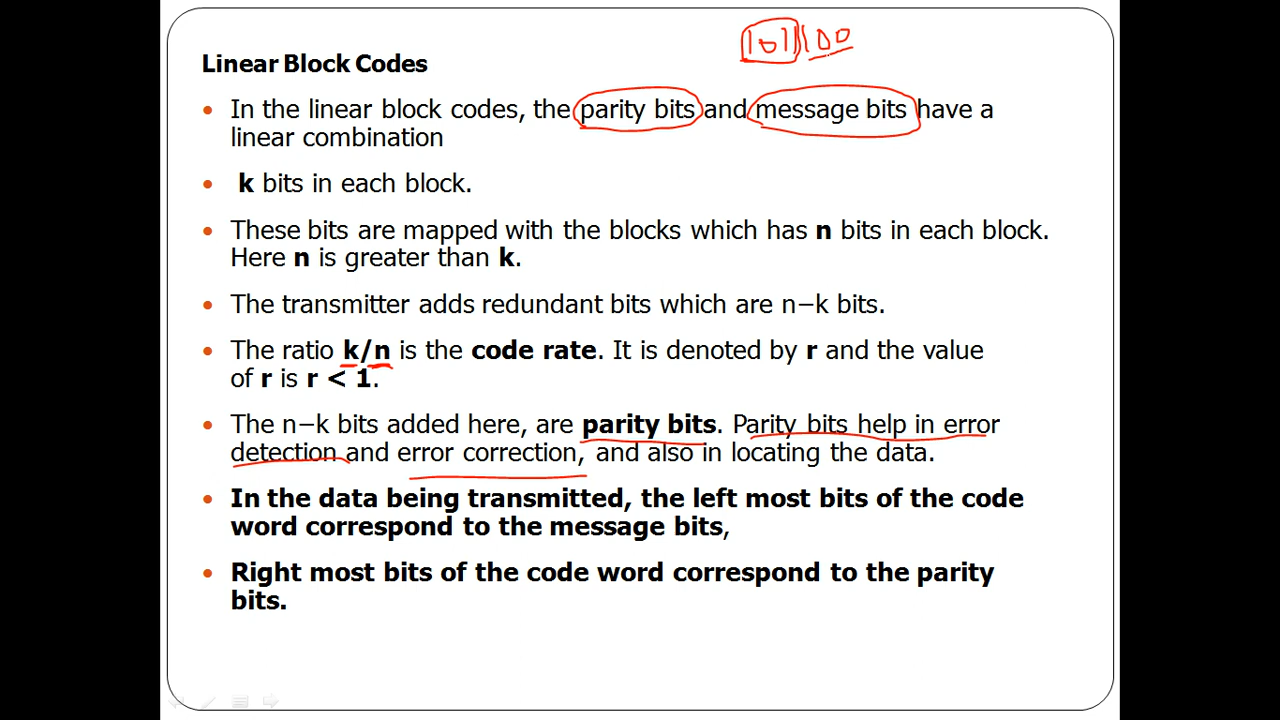 101 100
Linear Block Codes
• In the linear block codes, the parity bits and message bits have a
linear combination
• k bits in each block.
• These bits are mapped with the blocks which has n bits in each block.
Here n is greater than k.
• The transmitter adds redundant bits which are n−k bits.
• The ratio k/n is the code rate. It is denoted by r and the value
of r is r < 1.
• The n−k bits added here, are parity bits. Parity bits help in error
detection and error correction, and also in locating the data.
• In the data being transmitted, the left most bits of the code
word correspond to the message bits,
• Right most bits of the code word correspond to the parity
bits.